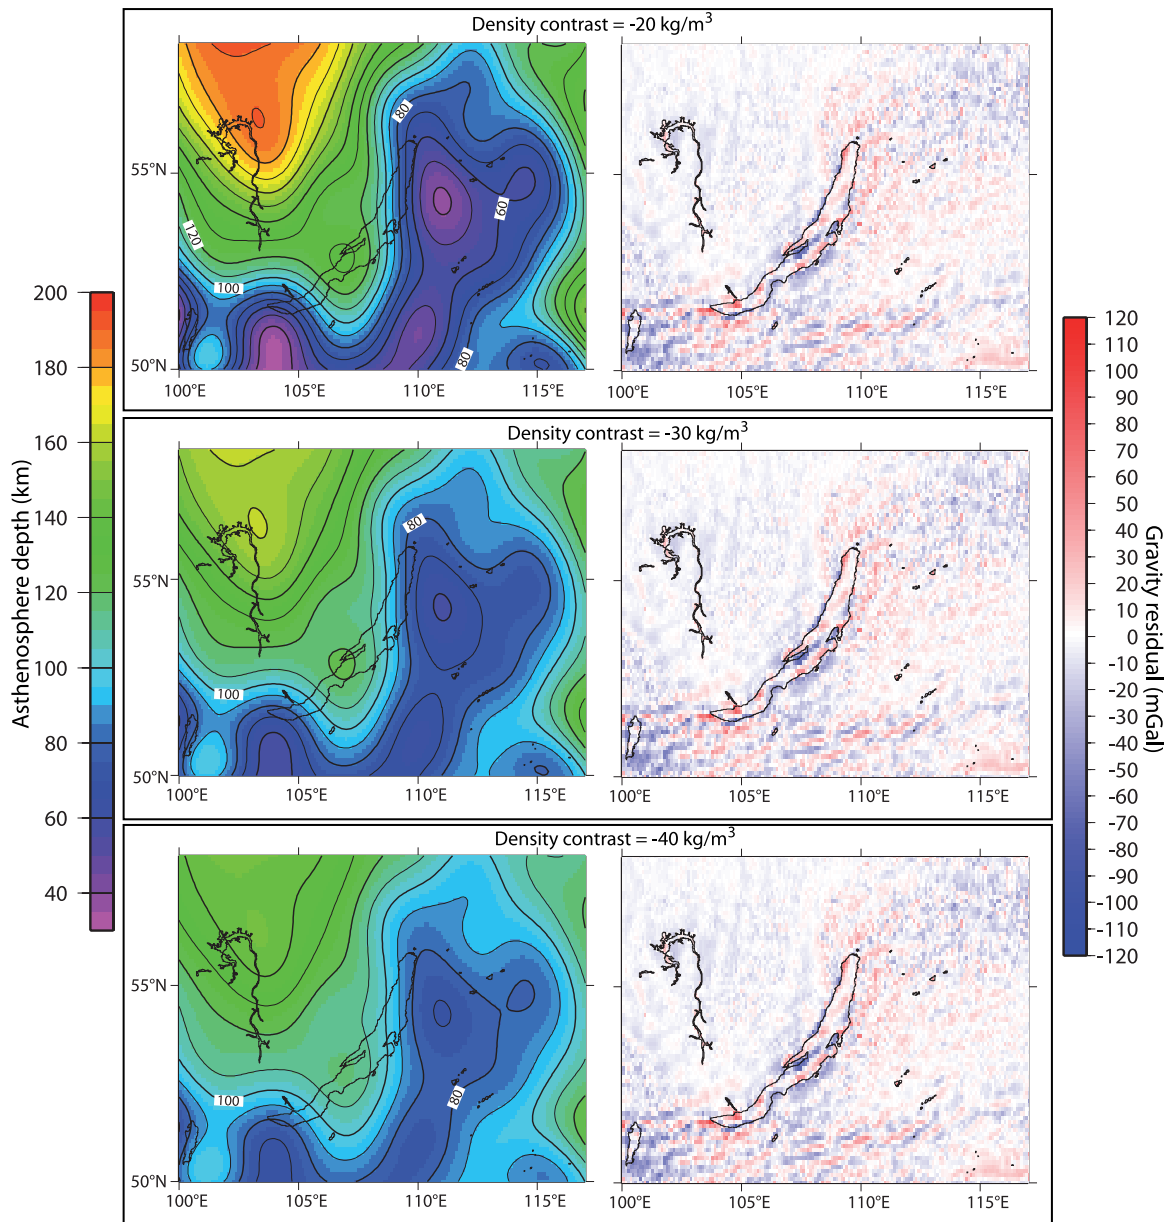 Density contrast = -20 kg/m³
80
55°N
60
120
100
80
50°N
100°E 105°E 110°E 115°E
100°E 105°E 110°E 115°E
Density contrast = -30 kg/m³
80
55°N
100
50°N
100°E 105°E 110°E 115°E
100°E 105°E 110°E 115°E
Density contrast = -40 kg/m³
55°N
100
80
50°N
100°E 105°E 110°E 115°E
100°E 105°E 110°E 115°E
Asthenosphere depth (km)
200
180
160
140
120
100
80
60
40
Gravity residual (mGal)
120
110
100
90
80
70
60
50
40
30
20
10
0
-10
-20
-30
-40
-50
-60
-70
-80
-90
-100
-110
-120